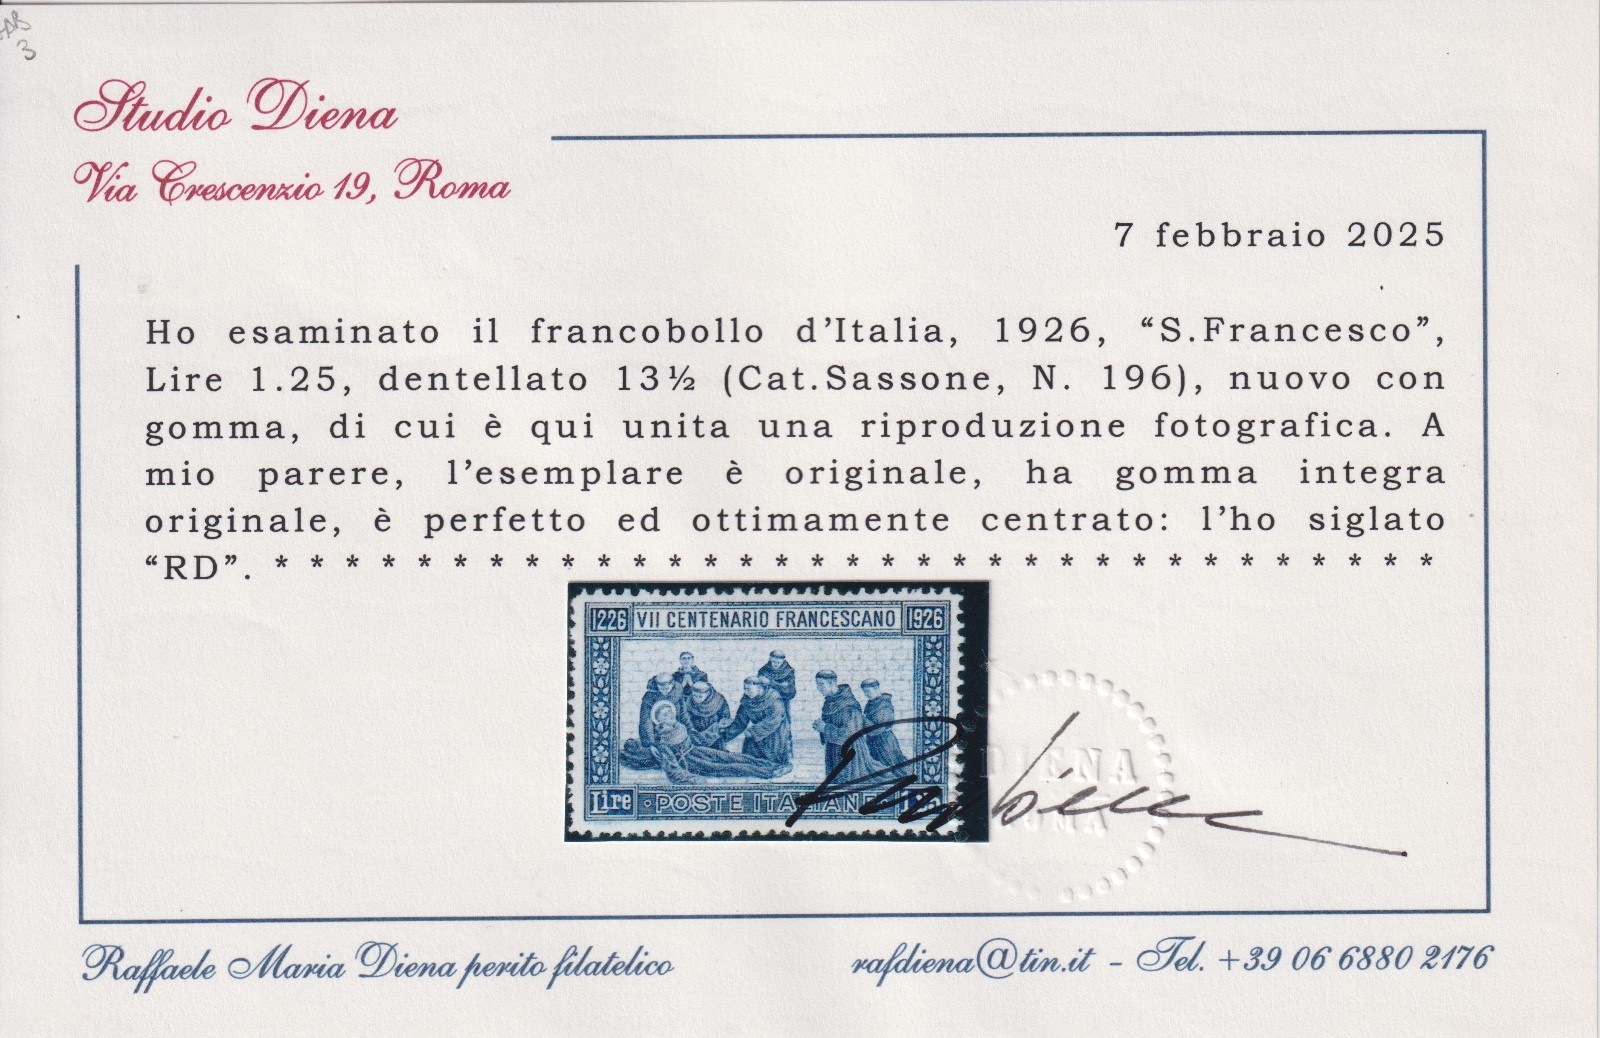 3
Studio Diena
Via Crescenzio 19, Roma
7 febbraio 2025
Ho esaminato il francobollo d'Italia, 1926, “S.Francesco”,
Lire 1.25, dentellato 13½ (Cat.Sassone, N. 196), nuovo con
gomma, di cui è qui unita una riproduzione fotografica. A
mio parere, l'esemplare è originale, ha gomma integra
originale, è perfetto ed ottimamente centrato: l'ho siglato
“RD”. * * * * * * * * * * * * * * * * * * * * * * * * * * * * * * * * *
1226 VII CENTENARIO FRANCESCANO 1926
Lire · POSTE ITALIANE
DIENA
ROMA
Raffaele Maria Diena perito filatelico
rafdiena@tin.it - Tel. +39 06 6880 2176